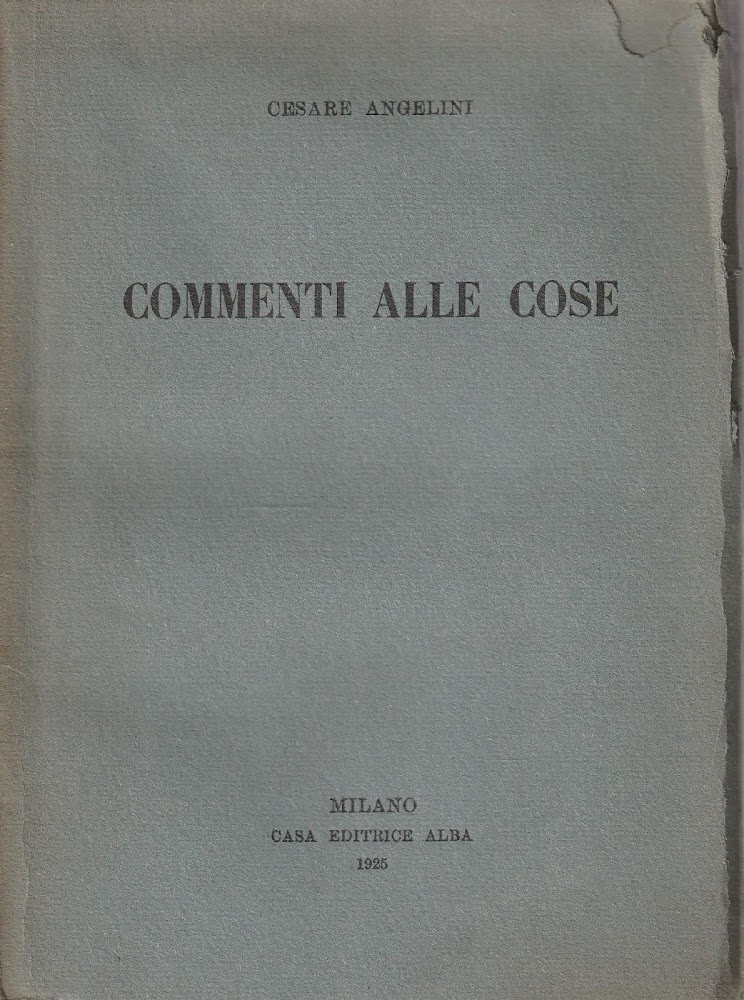 CESARE ANGELINI
COMMENTI ALLE COSE
MILANO
CASA EDITRICE ALBA
1925